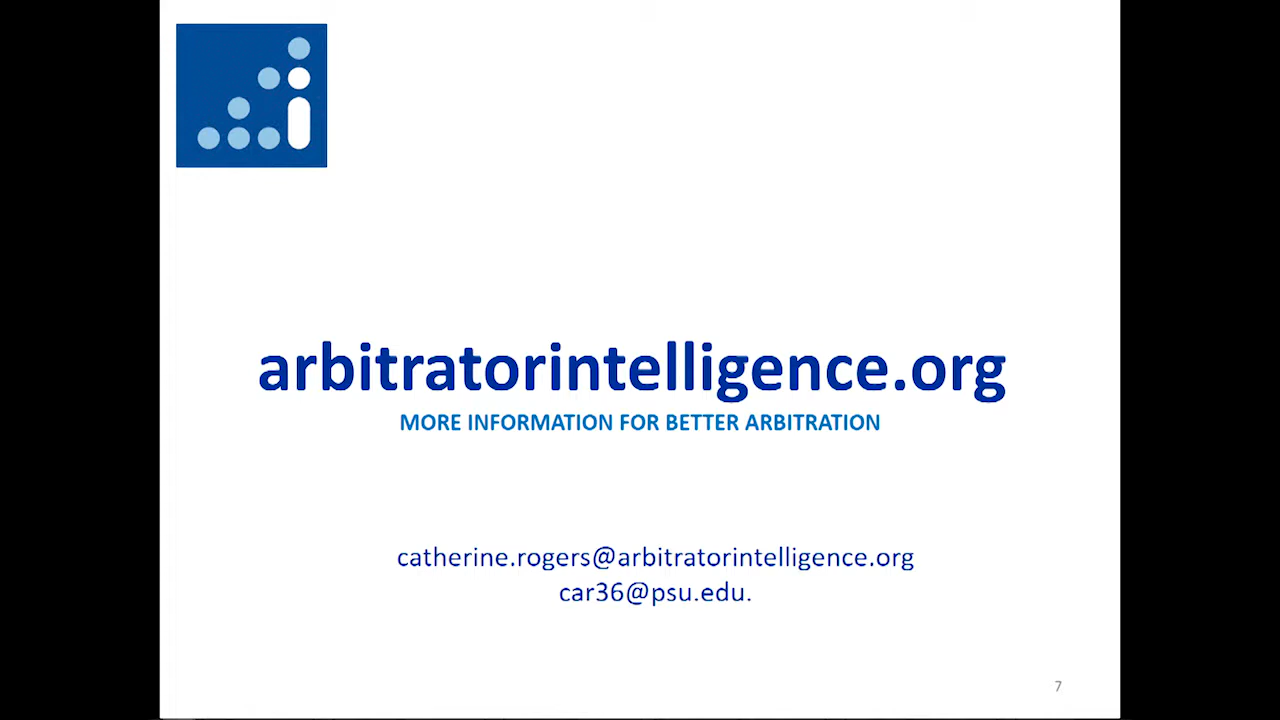 arbitratorintelligence.org
MORE INFORMATION FOR BETTER ARBITRATION
catherine.rogers@arbitratorintelligence.org
car36@psu.edu.
7